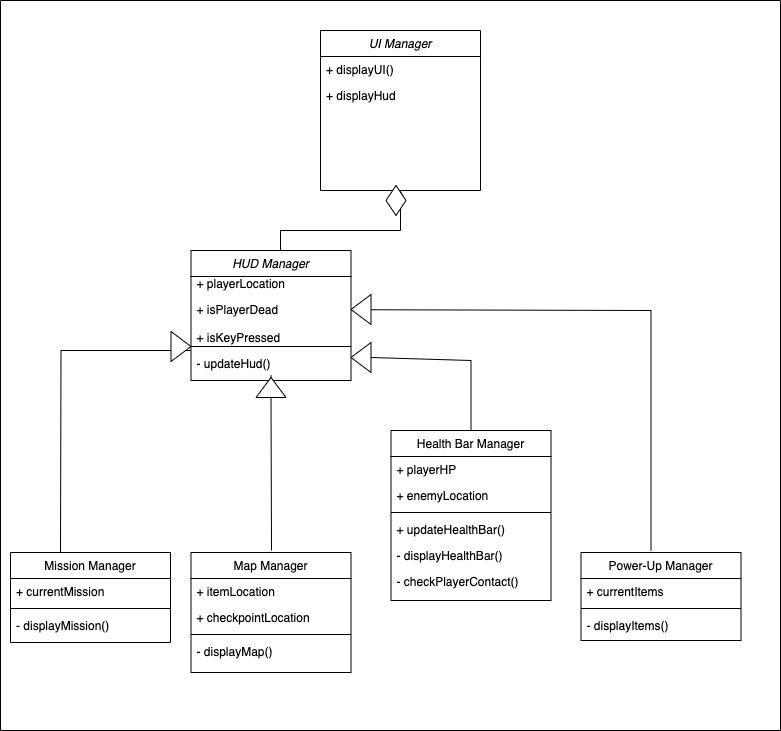 UI Manager
+ displayUI()
+ displayHud
HUD Manager
+ playerLocation
+ isPlayerDead
+ isKeyPressed
- updateHud()
Health Bar Manager
+ playerHP
+ enemyLocation
+ updateHealthBar()
- displayHealthBar()
- checkPlayerContact()
Mission Manager
+ currentMission
- displayMission()
Map Manager
+ itemLocation
+ checkpointLocation
- displayMap()
Power-Up Manager
+ currentItems
- displayItems()